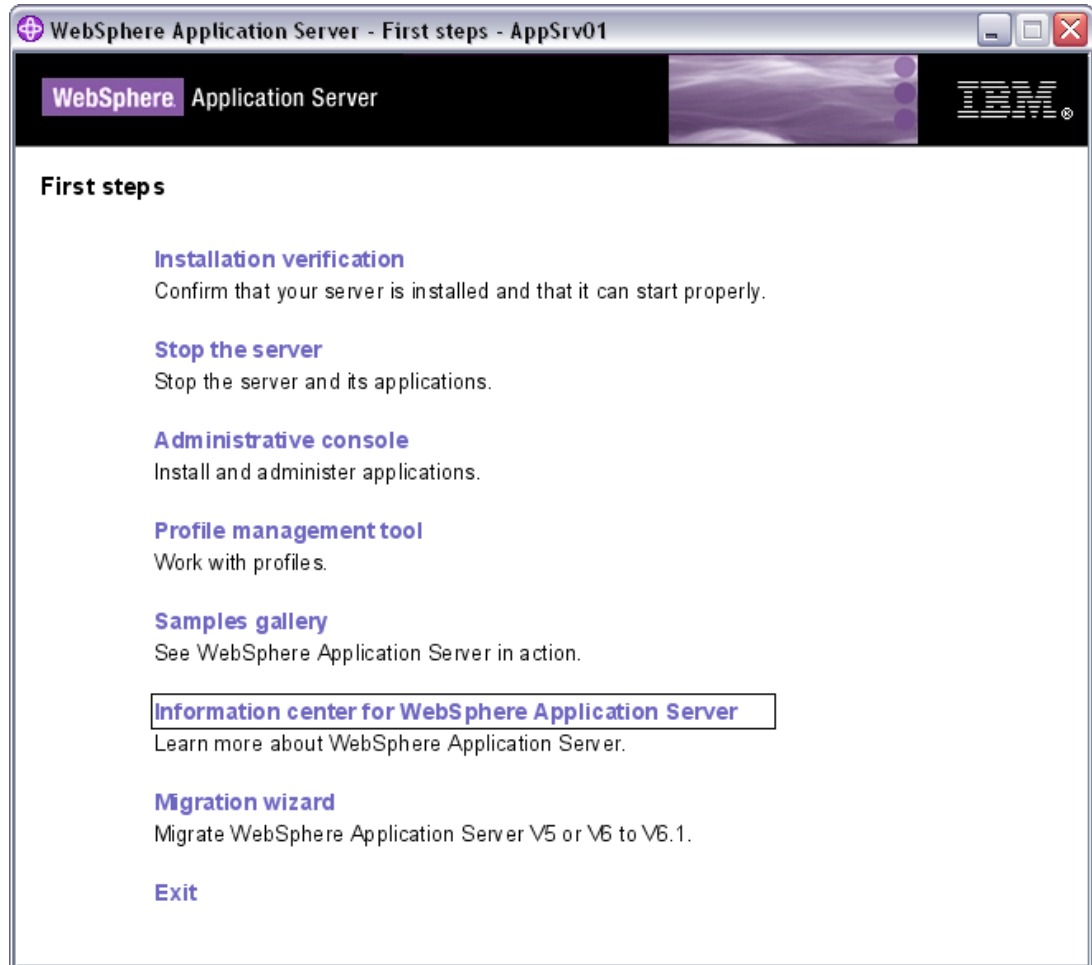 WebSphere Application Server - First steps - AppSrv01
WebSphere. Application Server
IBM®
First steps
Installation verification
Confirm that your server is installed and that it can start properly.
Stop the server
Stop the server and its applications.
Administrative console
Install and administer applications.
Profile management tool
Work with profiles.
Samples gallery
See WebSphere Application Server in action.
Information center for WebSphere Application Server
Learn more about WebSphere Application Server.
Migration wizard
Migrate WebSphere Application Server V5 or V6 to V6.1.
Exit